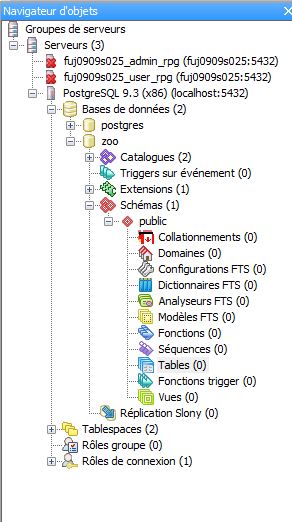 Navigateur d'objets
Groupes de serveurs
Serveurs (3)
fuj0909s025_admin_rpg (fuj0909s025:5432)
fuj0909s025_user_rpg (fuj0909s025:5432)
PostgreSQL 9.3 (x86) (localhost:5432)
Bases de données (2)
postgres
zoo
Catalogues (2)
Triggers sur événement (0)
Extensions (1)
Schémas (1)
public
Collationnements (0)
Domaines (0)
Configurations FTS (0)
Dictionnaires FTS (0)
Analyseurs FTS (0)
Modèles FTS (0)
Fonctions (0)
Séquences (0)
Tables (0)
Fonctions trigger (0)
Vues (0)
Réplication Slony (0)
Tablespaces (2)
Rôles groupe (0)
Rôles de connexion (1)